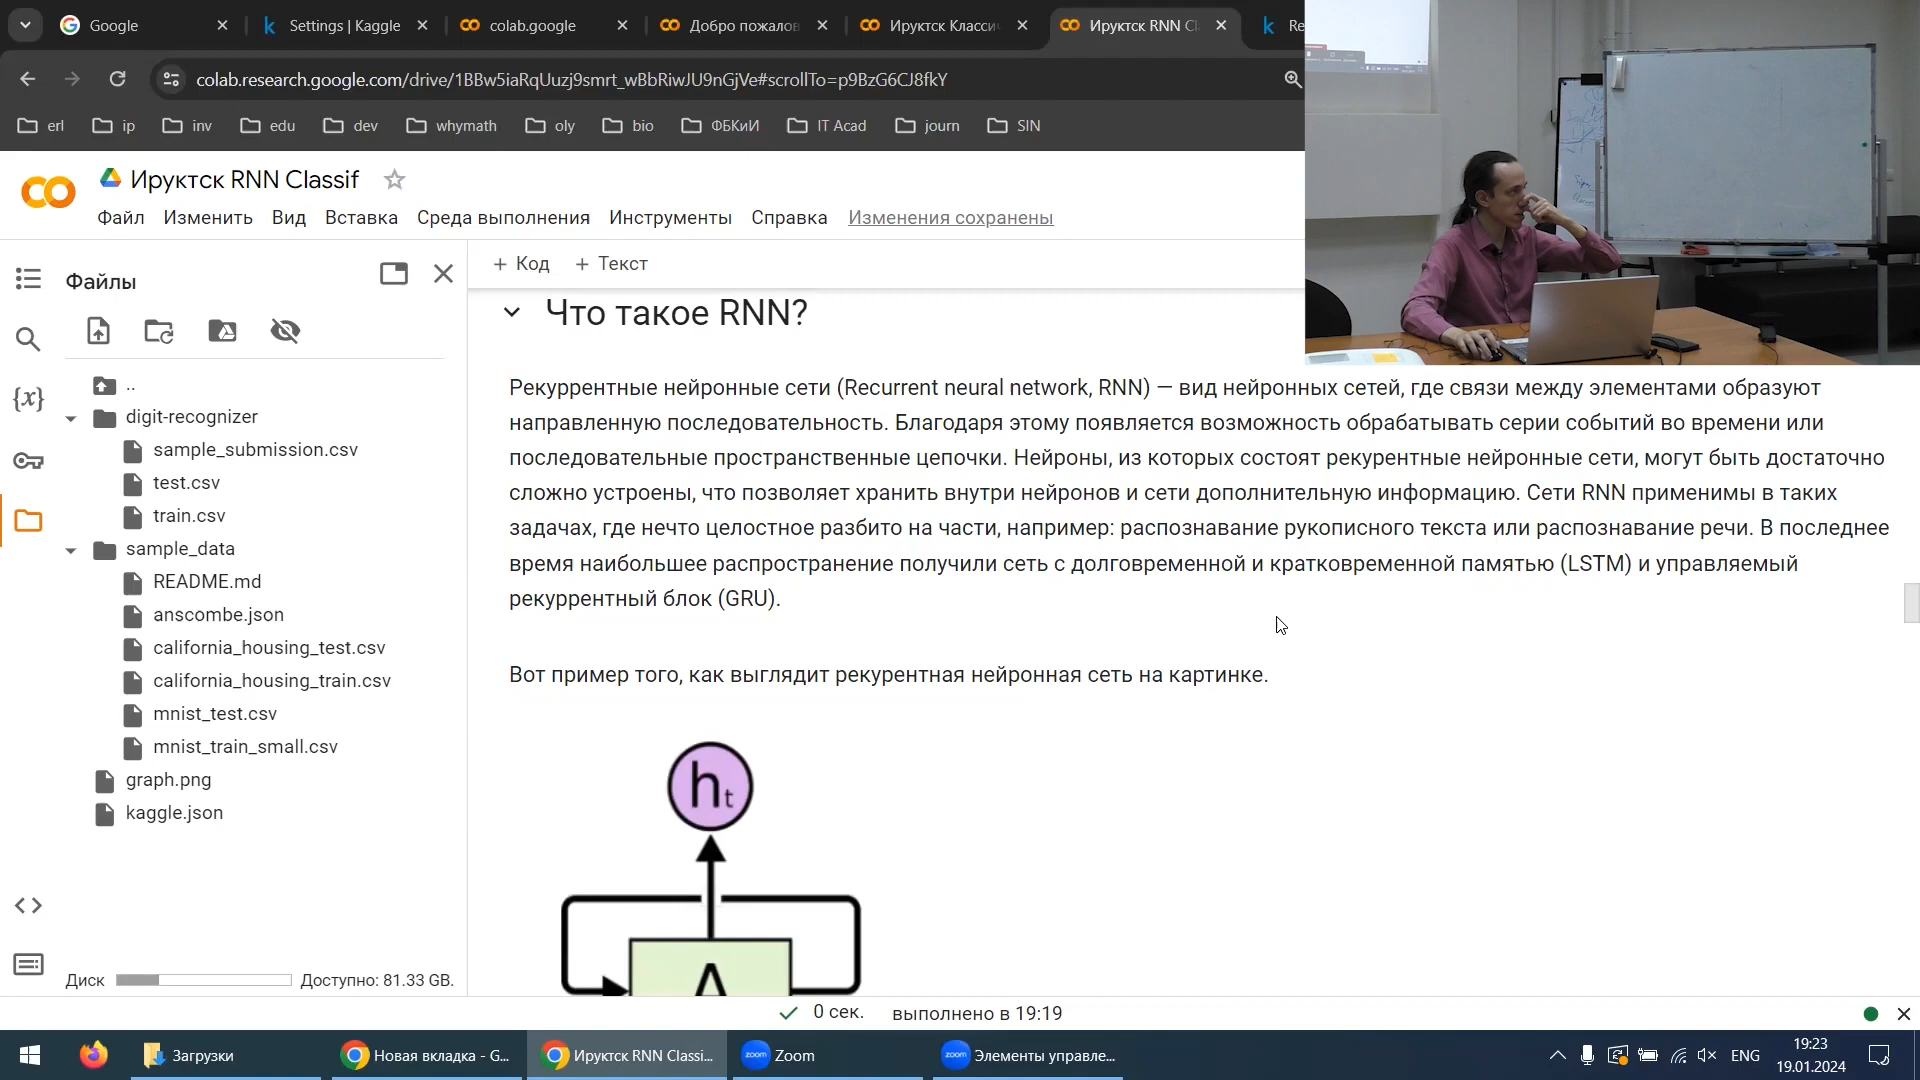 Google
Settings | Kaggle
colab.google
Добро пожалов
Ируктск Класси
Ируктск RNN Cl
Re
colab.research.google.com/drive/1BBw5iaRqUuzj9smrt_wBbRiwJU9nGjVe#scrollTo=p9BzG6CJ8fkY
erl
ip
inv
edu
dev
whymath
oly
bio
ФБКиИ
IT Acad
journ
SIN
Ируктск RNN Classif
Файл Изменить Вид Вставка Среда выполнения Инструменты Справка Изменения сохранены
Файлы
+ Код + Текст
..
digit-recognizer
sample_submission.csv
test.csv
train.csv
sample_data
README.md
anscombe.json
california_housing_test.csv
california_housing_train.csv
mnist_test.csv
mnist_train_small.csv
graph.png
kaggle.json
Диск Доступно: 81.33 GB.
Что такое RNN?
Рекуррентные нейронные сети (Recurrent neural network, RNN) — вид нейронных сетей, где связи между элементами образуют
направленную последовательность. Благодаря этому появляется возможность обрабатывать серии событий во времени или
последовательные пространственные цепочки. Нейроны, из которых состоят рекурентные нейронные сети, могут быть достаточно
сложно устроены, что позволяет хранить внутри нейронов и сети дополнительную информацию. Сети RNN применимы в таких
задачах, где нечто целостное разбито на части, например: распознавание рукописного текста или распознавание речи. В последнее
время наибольшее распространение получили сеть с долговременной и кратковременной памятью (LSTM) и управляемый
рекуррентный блок (GRU).
Вот пример того, как выглядит рекурентная нейронная сеть на картинке.
ht
A
0 сек. выполнено в 19:19
Загрузки
Новая вкладка - G...
Ируктск RNN Classi...
Zoom
Элементы управле...
ENG
19:23
19.01.2024